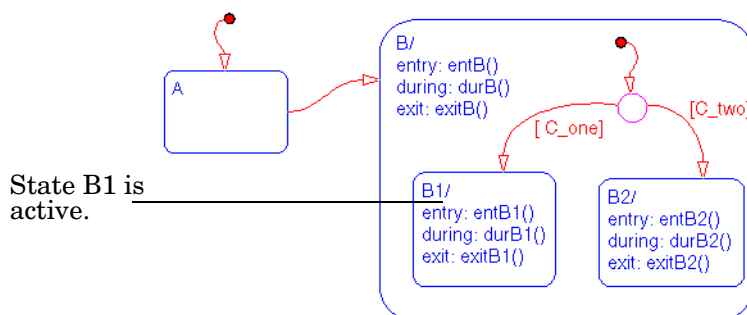 A
B/
entry: entB()
during: durB()
exit: exitB()
[ C_one]
[C_two]
State B1 is
active.
B1/
entry: entB1()
during: durB1()
exit: exitB1()
B2/
entry: entB2()
during: durB2()
exit: exitB2()